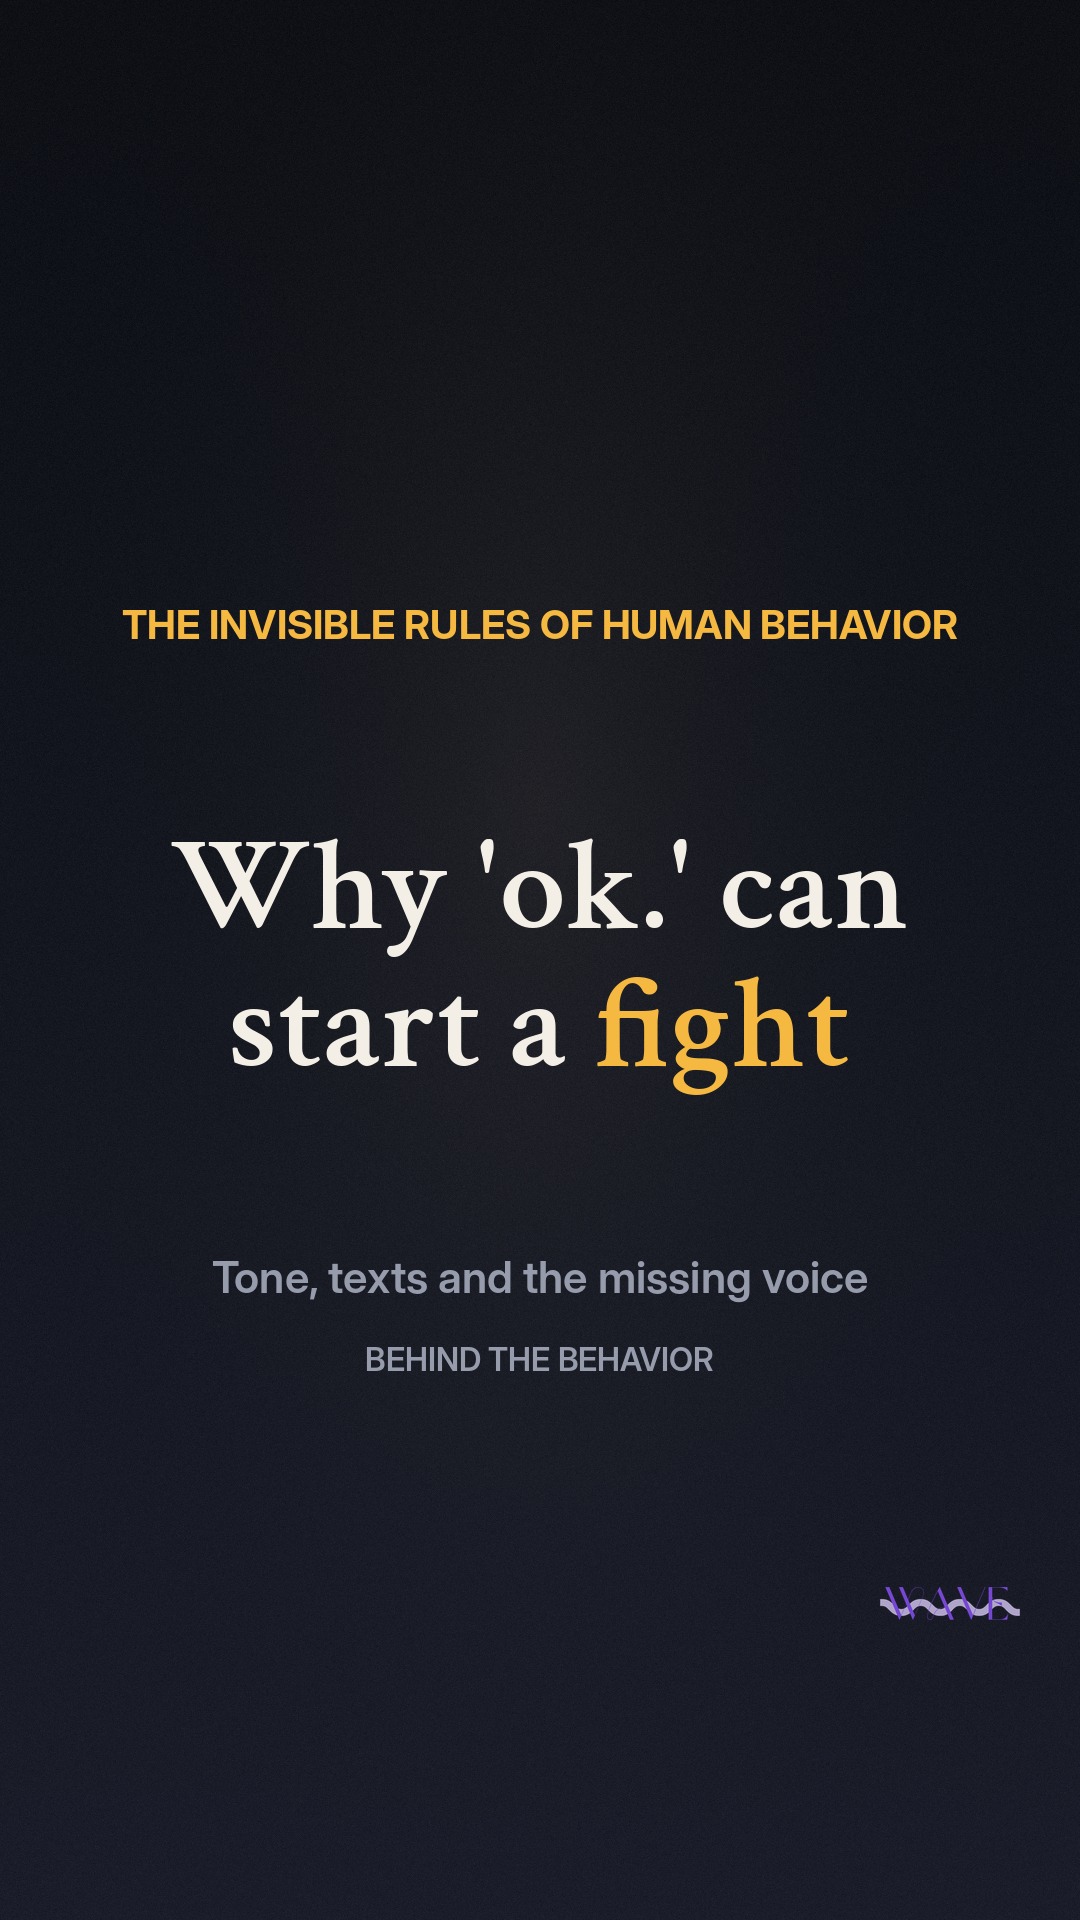 THE INVISIBLE RULES OF HUMAN BEHAVIOR
Why 'ok.' can
start a fight
Tone, texts and the missing voice
BEHIND THE BEHAVIOR
WAVE